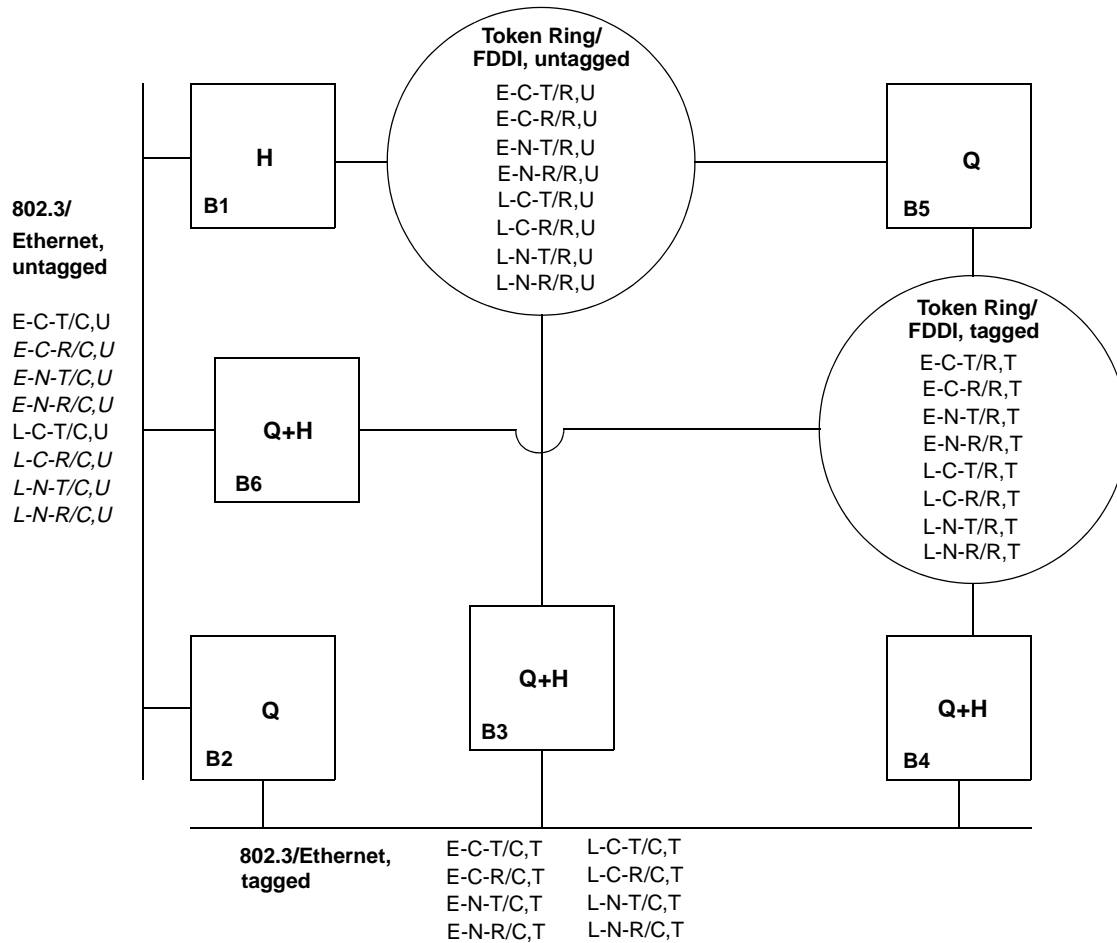 Token Ring/
FDDI, untagged
E-C-T/R,U
E-C-R/R,U
E-N-T/R,U
E-N-R/R,U
L-C-T/R,U
L-C-R/R,U
L-N-T/R,U
L-N-R/R,U
H
B1
Q
B5
802.3/
Ethernet,
untagged
E-C-T/C,U
E-C-R/C,U
E-N-T/C,U
E-N-R/C,U
L-C-T/C,U
L-C-R/C,U
L-N-T/C,U
L-N-R/C,U
Token Ring/
FDDI, tagged
E-C-T/R,T
E-C-R/R,T
E-N-T/R,T
E-N-R/R,T
L-C-T/R,T
L-C-R/R,T
L-N-T/R,T
L-N-R/R,T
Q+H
B6
Q
B2
Q+H
B3
Q+H
B4
802.3/Ethernet,
tagged
E-C-T/C,T
E-C-R/C,T
E-N-T/C,T
E-N-R/C,T
L-C-T/C,T
L-C-R/C,T
L-N-T/C,T
L-N-R/C,T